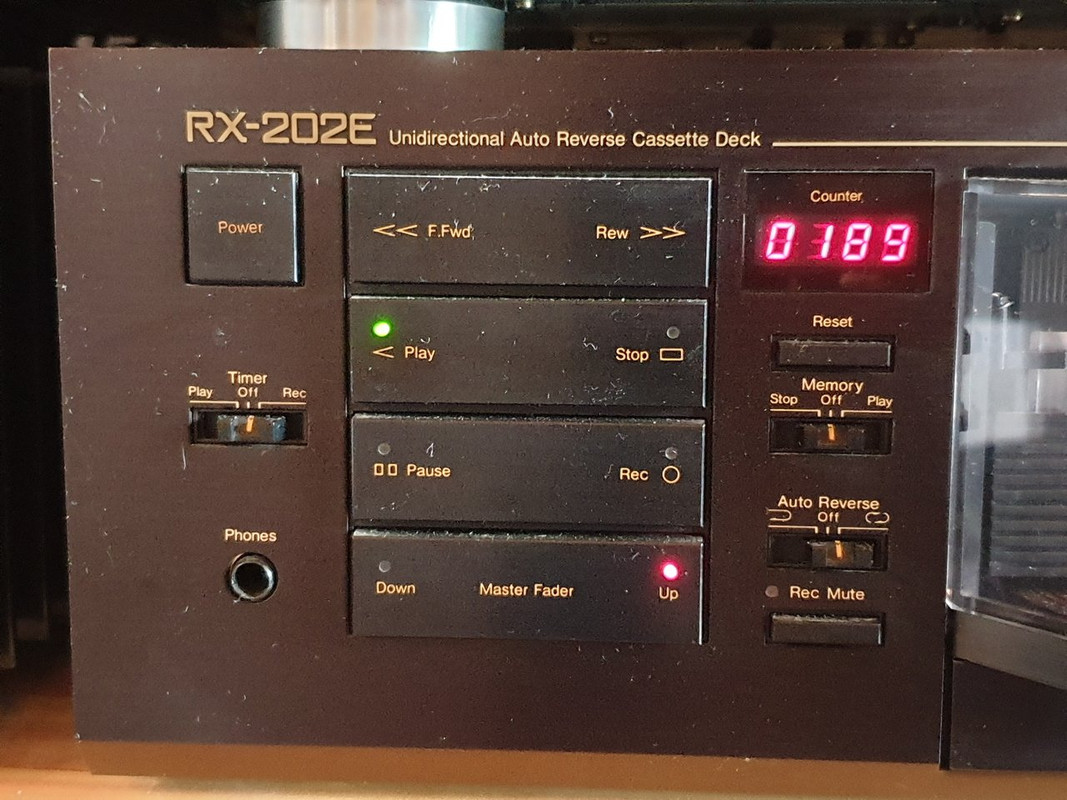 RX-202E Unidirectional Auto Reverse Cassette Deck
Power
<< F.Fwd Rew >>
Counter
0189
< Play Stop
Reset
Timer
Play Off Rec
Memory
Stop Off Play
Pause Rec
Auto Reverse
Off
Phones
Down Master Fader Up
Rec Mute